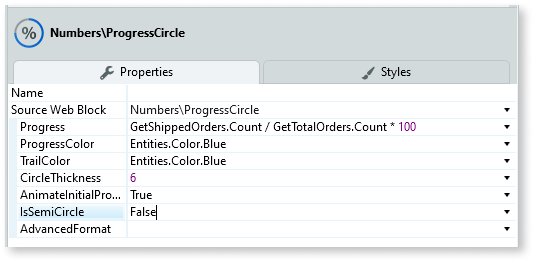 % Numbers\ProgressCircle
Properties Styles
Name
Source Web Block Numbers\ProgressCircle
Progress GetShippedOrders.Count / GetTotalOrders.Count * 100
ProgressColor Entities.Color.Blue
TrailColor Entities.Color.Blue
CircleThickness 6
AnimateInitialPro... True
IsSemiCircle False
AdvancedFormat